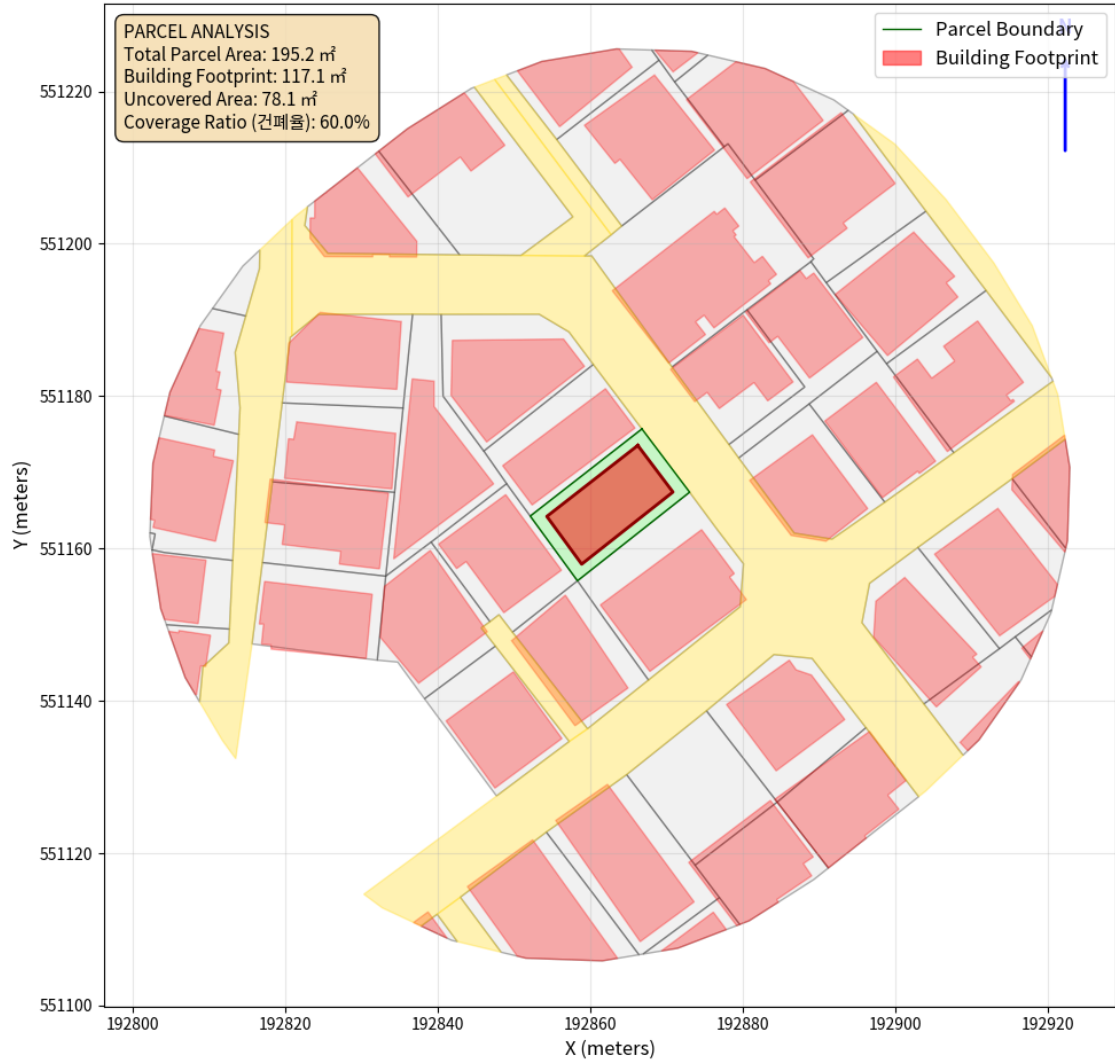 PARCEL ANALYSIS
Total Parcel Area: 195.2 ㎡
Building Footprint: 117.1 ㎡
Uncovered Area: 78.1 ㎡
Coverage Ratio (건폐율): 60.0%
Parcel Boundary
Building Footprint
N
551220
551200
551180
551160
551140
551120
551100
Y (meters)
192800
192820
192840
192860
192880
192900
192920
X (meters)